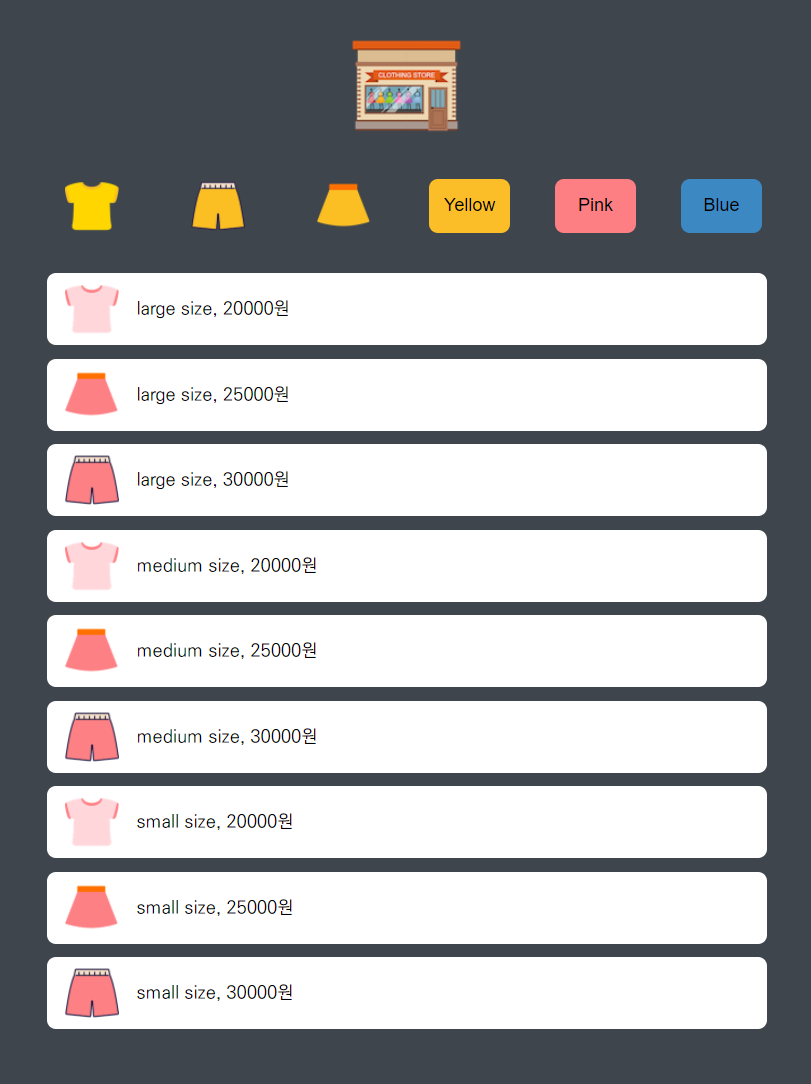 CLOTHING STORE
Yellow
Pink
Blue
large size, 20000원
large size, 25000원
large size, 30000원
medium size, 20000원
medium size, 25000원
medium size, 30000원
small size, 20000원
small size, 25000원
small size, 30000원